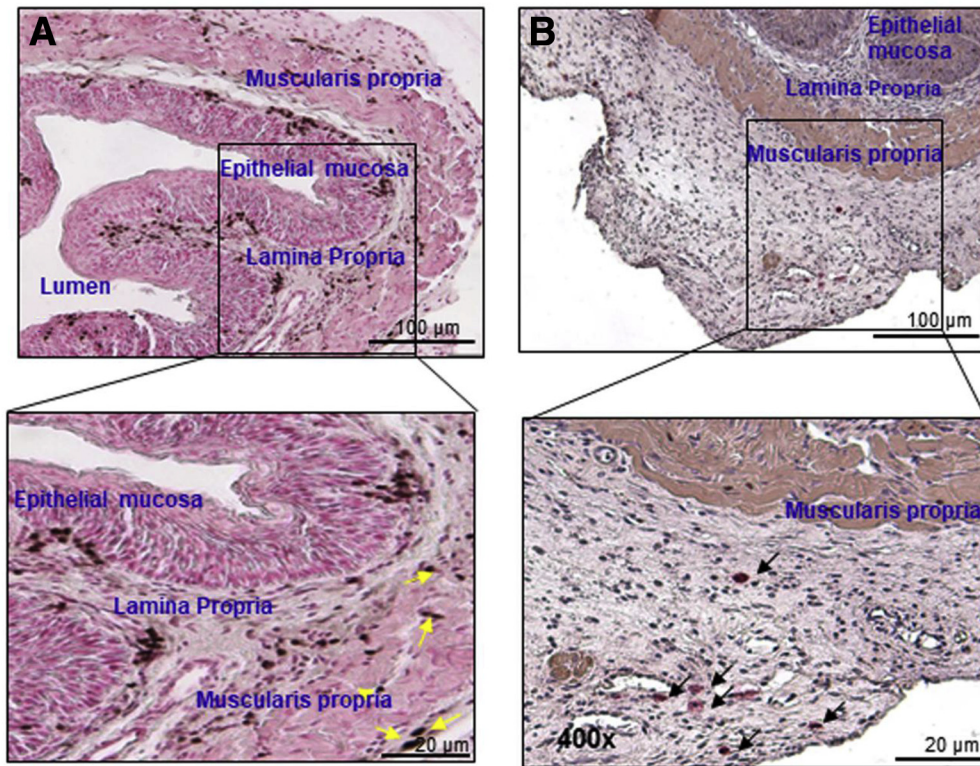 A
Muscularis propria
Epithelial mucosa
Lamina Propria
Lumen
100 µm
B
Epithelial
mucosa
Lamina Propria
Muscularis propria
100 µm
Epithelial mucosa
Lamina Propria
Muscularis propria
20 µm
Muscularis propria
400x
20 µm